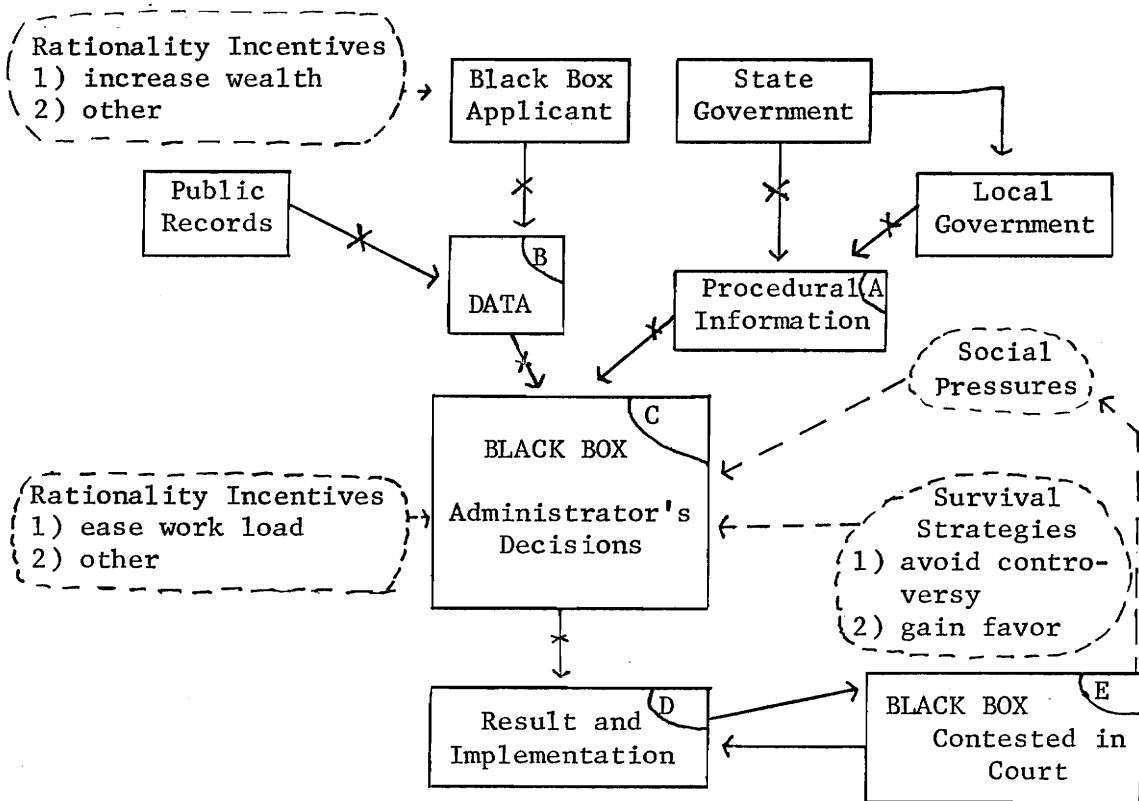 Rationality Incentives
1) increase wealth
2) other
Black Box
Applicant
State
Government
Public
Records
Local
Government
B
DATA
Procedural
Information
A
Social
Pressures
C
BLACK BOX
Administrator's
Decisions
Rationality Incentives
1) ease work load
2) other
Survival
Strategies
1) avoid contro-
versy
2) gain favor
D
Result and
Implementation
E
BLACK BOX
Contested in
Court